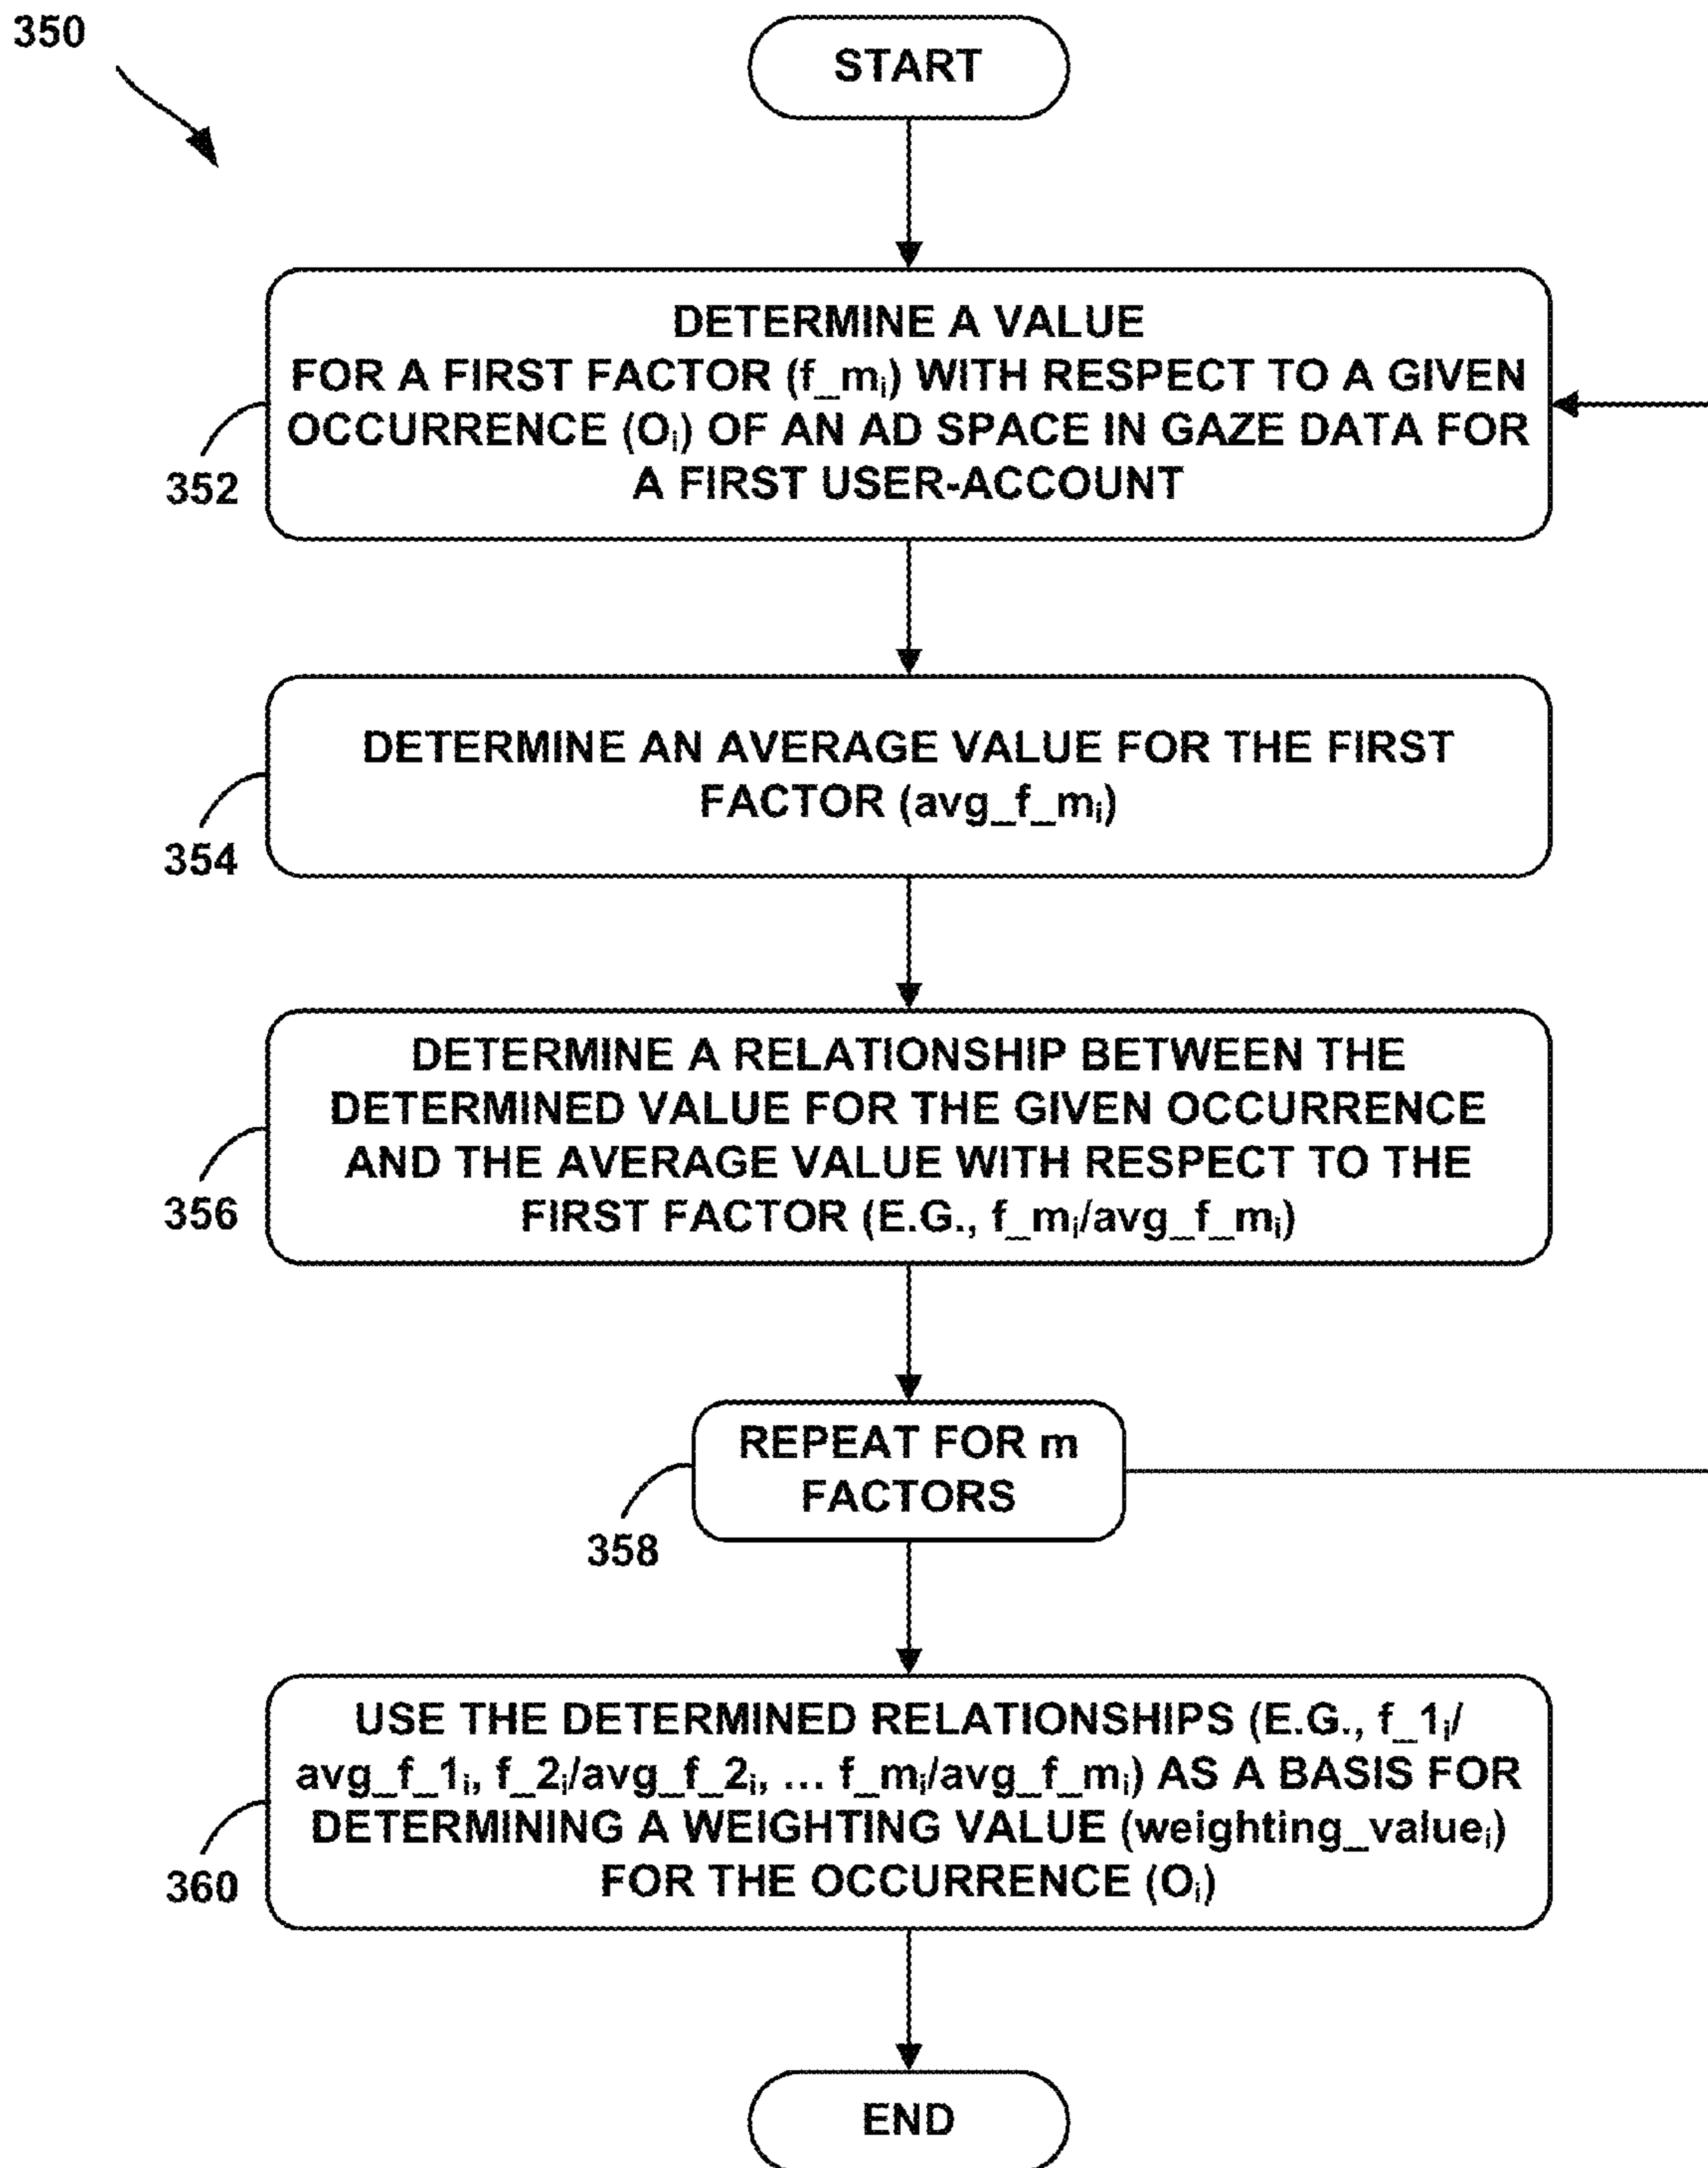 350
START
DETERMINE A VALUE
FOR A FIRST FACTOR (f_mᵢ) WITH RESPECT TO A GIVEN
OCCURRENCE (Oᵢ) OF AN AD SPACE IN GAZE DATA FOR
A FIRST USER-ACCOUNT
352
DETERMINE AN AVERAGE VALUE FOR THE FIRST
FACTOR (avg_f_mᵢ)
354
DETERMINE A RELATIONSHIP BETWEEN THE
DETERMINED VALUE FOR THE GIVEN OCCURRENCE
AND THE AVERAGE VALUE WITH RESPECT TO THE
FIRST FACTOR (E.G., f_mᵢ/avg_f_mᵢ)
356
REPEAT FOR m
FACTORS
358
USE THE DETERMINED RELATIONSHIPS (E.G., f_1ᵢ/
avg_f_1ᵢ, f_2ᵢ/avg_f_2ᵢ, ... f_mᵢ/avg_f_mᵢ) AS A BASIS FOR
DETERMINING A WEIGHTING VALUE (weighting_valueᵢ)
FOR THE OCCURRENCE (Oᵢ)
360
END